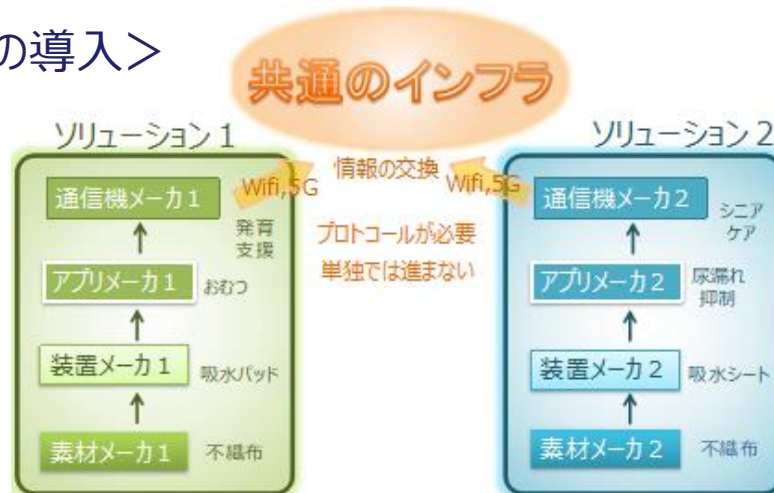 の導入＞
共通のインフラ
ソリューション１
ソリューション２
情報の交換
Wifi,5G
Wifi,5G
プロトコールが必要
単独では進まない
通信機メーカ１
発育
支援
アプリメーカ１
おむつ
装置メーカ１
吸水パッド
素材メーカ１
不織布
通信機メーカ２
シニア
ケア
アプリメーカ２
尿漏れ
抑制
装置メーカ２
吸水シート
素材メーカ２
不織布